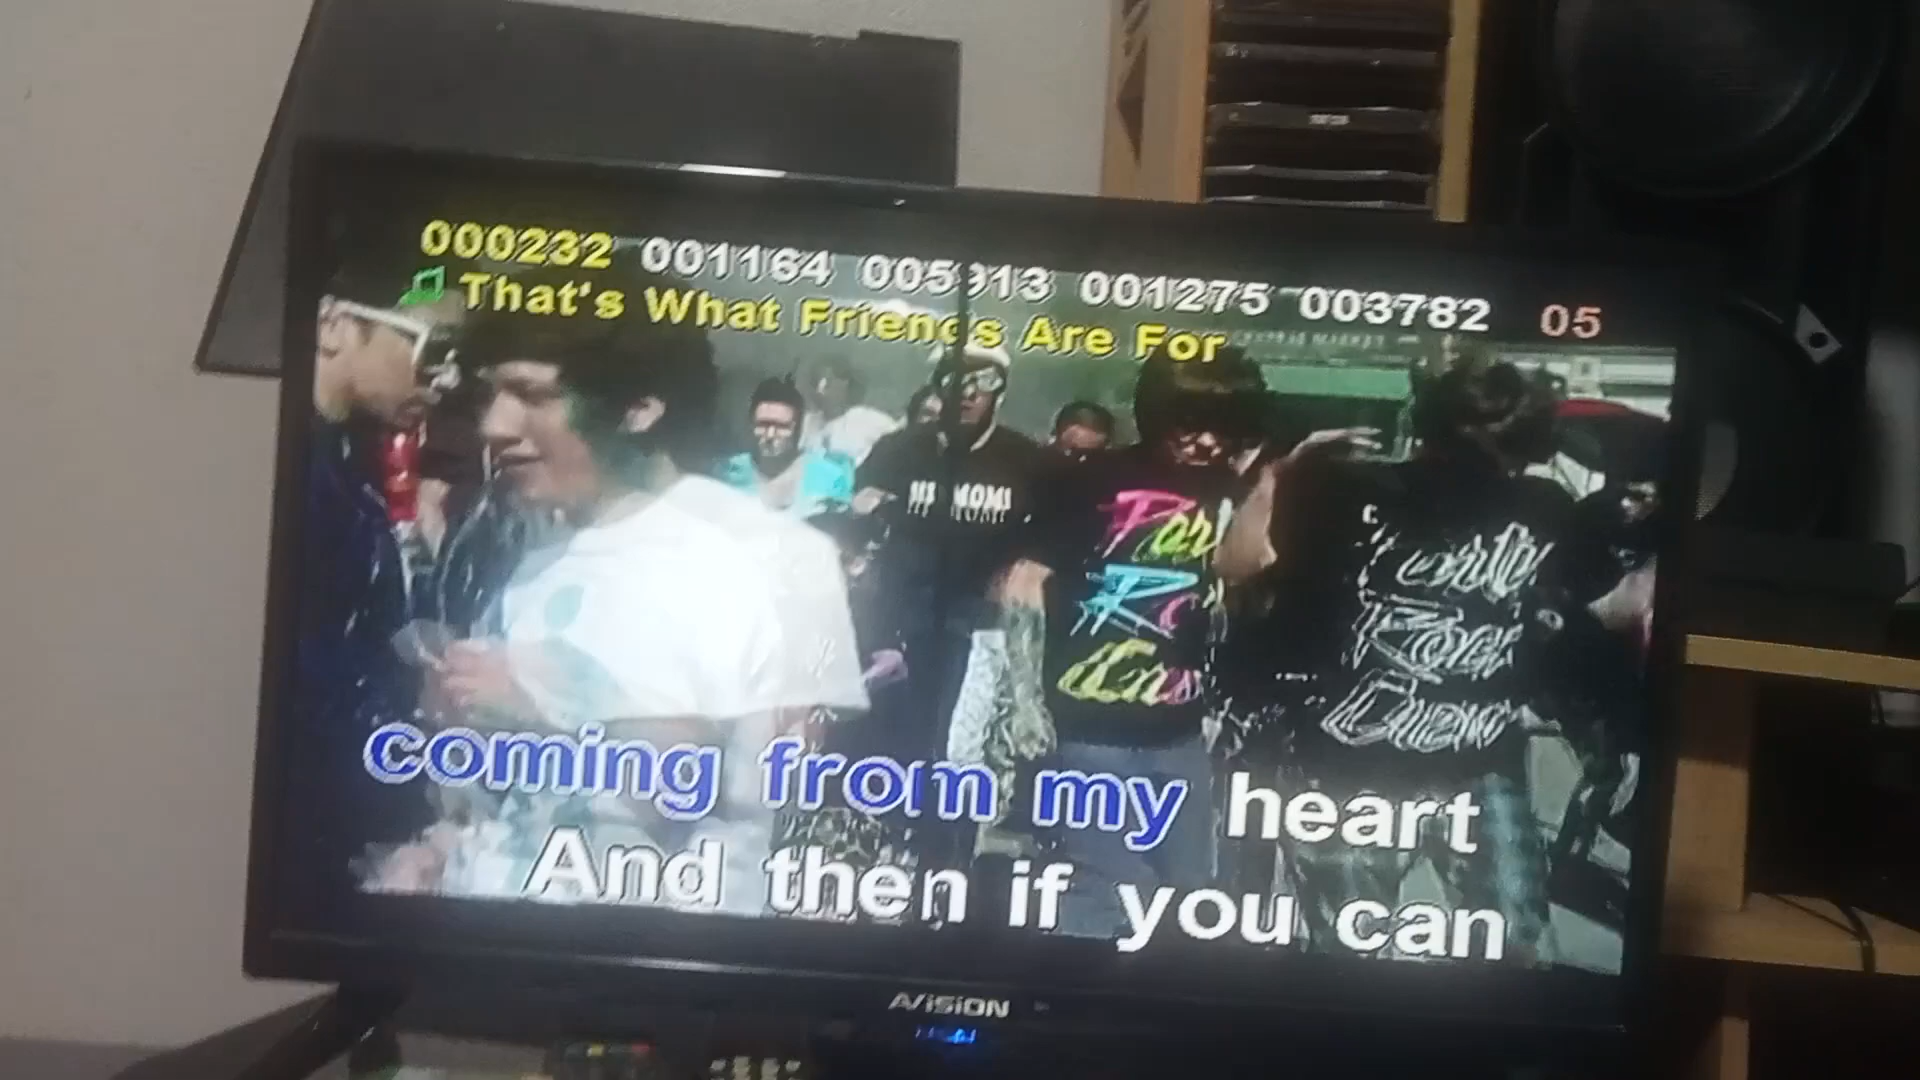 000232 001164 005913 001275 003782 05
That's What Friends Are For
coming from my heart
And then if you can
AVISION